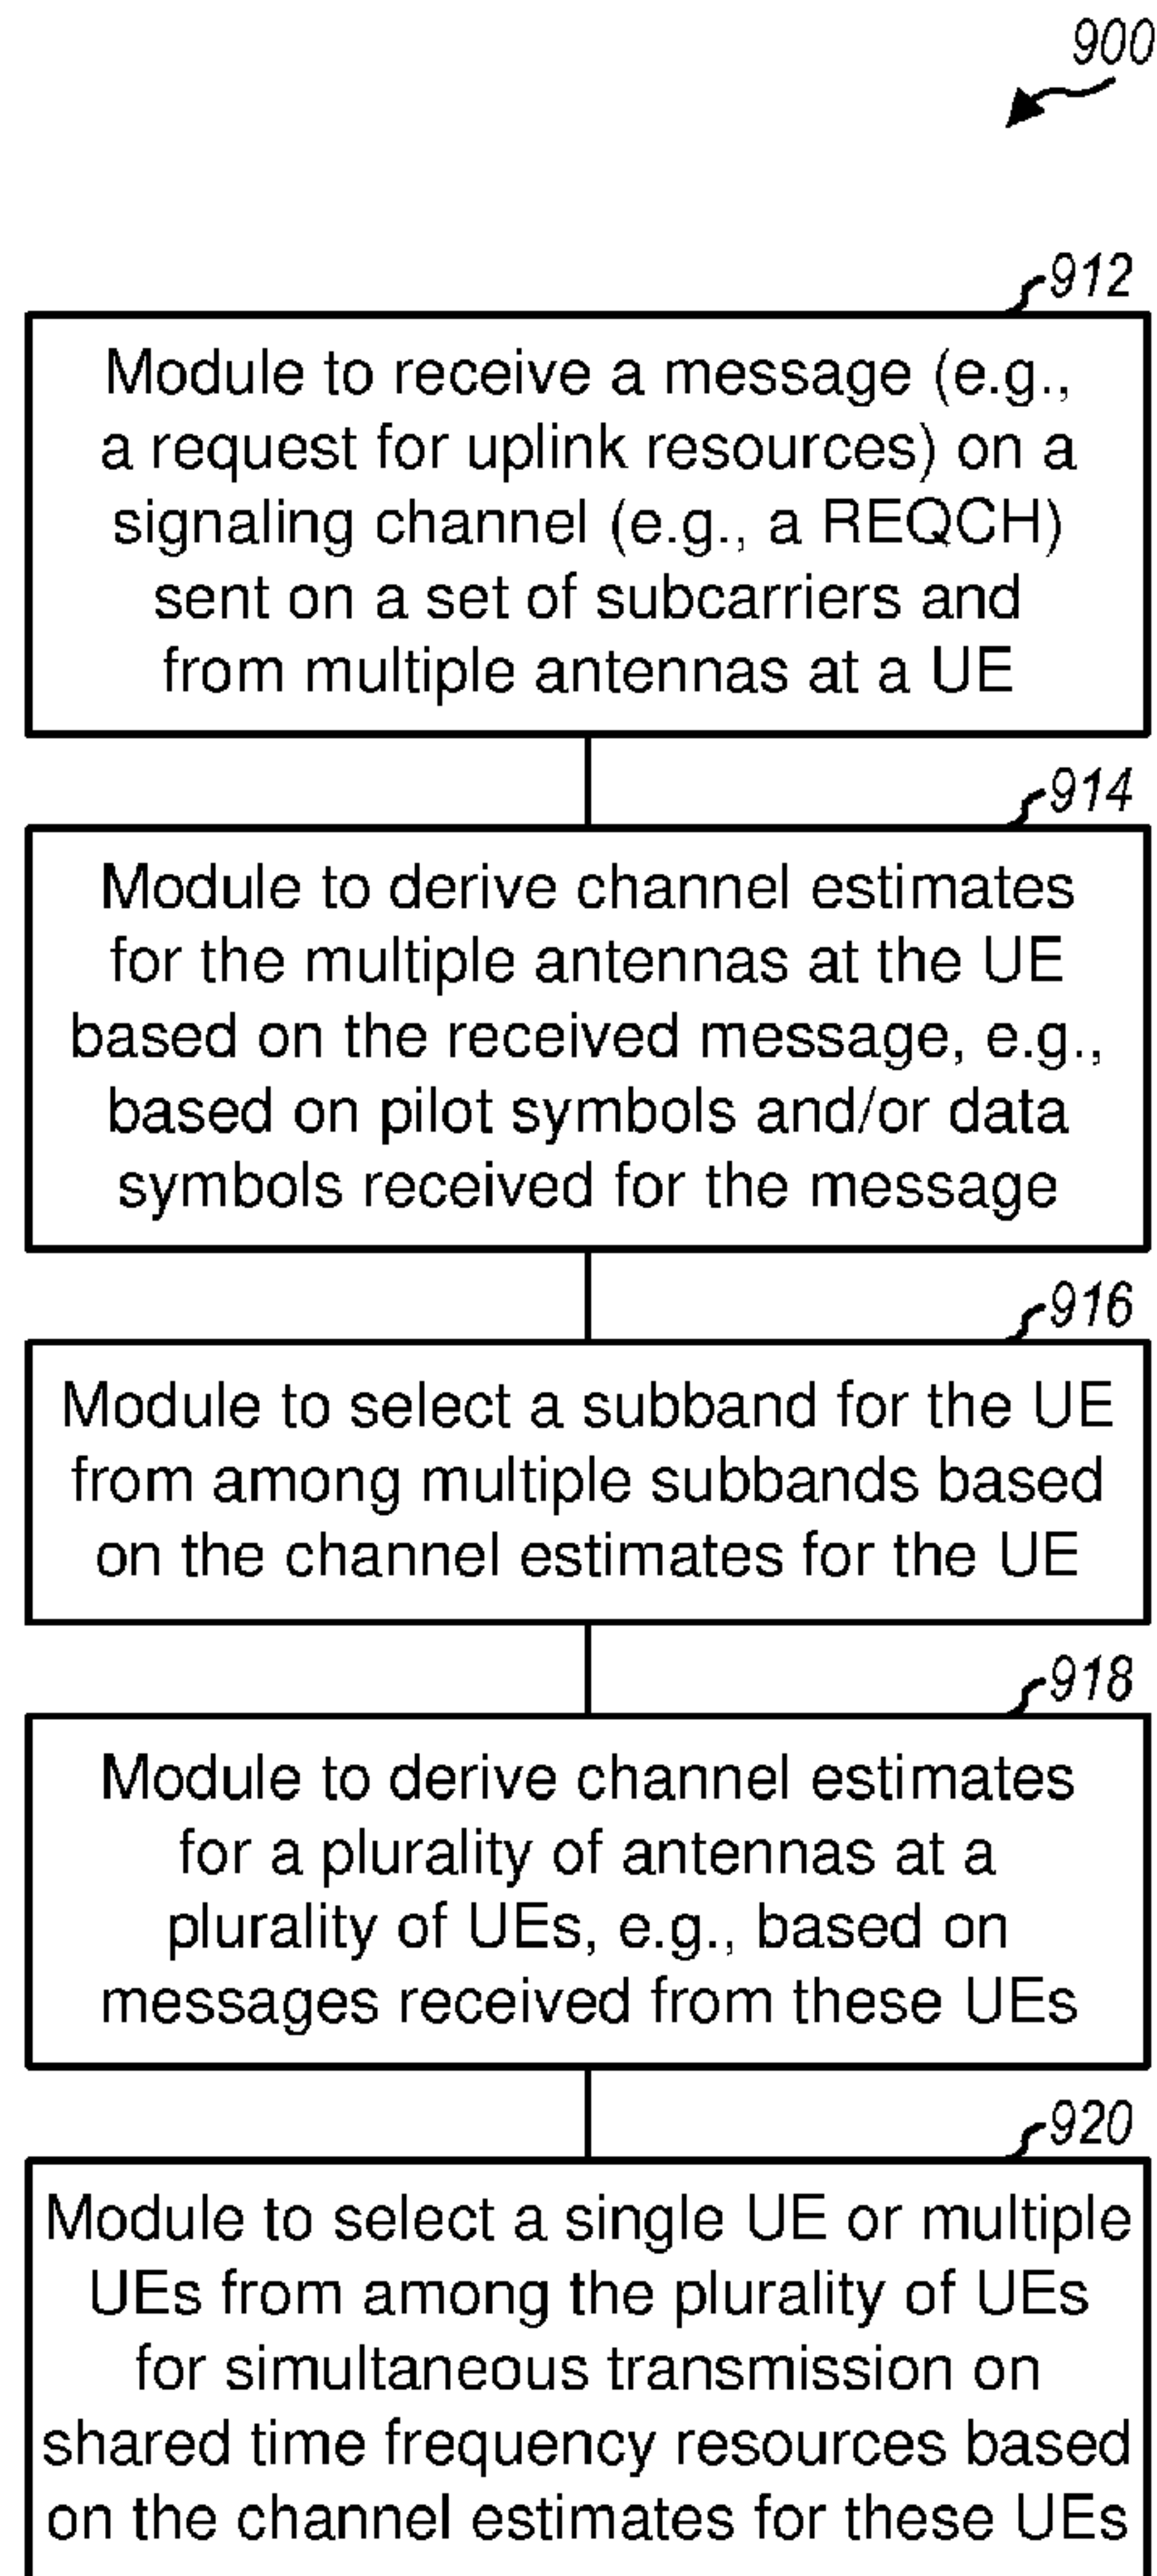 900
912
Module to receive a message (e.g.,
a request for uplink resources) on a
signaling channel (e.g., a REQCH)
sent on a set of subcarriers and
from multiple antennas at a UE
914
Module to derive channel estimates
for the multiple antennas at the UE
based on the received message, e.g.,
based on pilot symbols and/or data
symbols received for the message
916
Module to select a subband for the UE
from among multiple subbands based
on the channel estimates for the UE
918
Module to derive channel estimates
for a plurality of antennas at a
plurality of UEs, e.g., based on
messages received from these UEs
920
Module to select a single UE or multiple
UEs from among the plurality of UEs
for simultaneous transmission on
shared time frequency resources based
on the channel estimates for these UEs